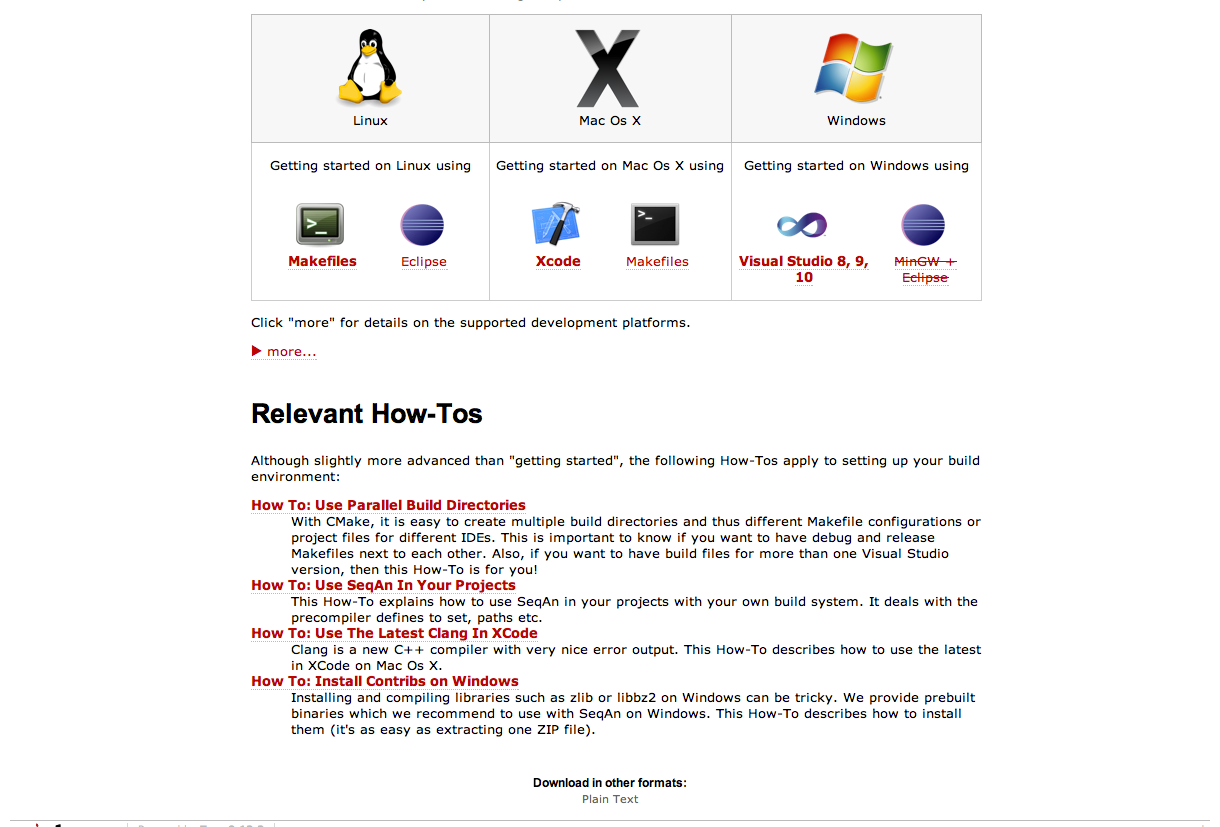 Linux
Mac Os X
Windows
Getting started on Linux using
Getting started on Mac Os X using
Getting started on Windows using
Makefiles
Eclipse
Xcode
Makefiles
Visual Studio 8, 9,
10
MinGW +
Eclipse
Click "more" for details on the supported development platforms.
▶ more...
Relevant How-Tos
Although slightly more advanced than "getting started", the following How-Tos apply to setting up your build
environment:
How To: Use Parallel Build Directories
With CMake, it is easy to create multiple build directories and thus different Makefile configurations or
project files for different IDEs. This is important to know if you want to have debug and release
Makefiles next to each other. Also, if you want to have build files for more than one Visual Studio
version, then this How-To is for you!
How To: Use SeqAn In Your Projects
This How-To explains how to use SeqAn in your projects with your own build system. It deals with the
precompiler defines to set, paths etc.
How To: Use The Latest Clang In XCode
Clang is a new C++ compiler with very nice error output. This How-To describes how to use the latest
in XCode on Mac Os X.
How To: Install Contribs on Windows
Installing and compiling libraries such as zlib or libbz2 on Windows can be tricky. We provide prebuilt
binaries which we recommend to use with SeqAn on Windows. This How-To describes how to install
them (it's as easy as extracting one ZIP file).
Download in other formats:
Plain Text